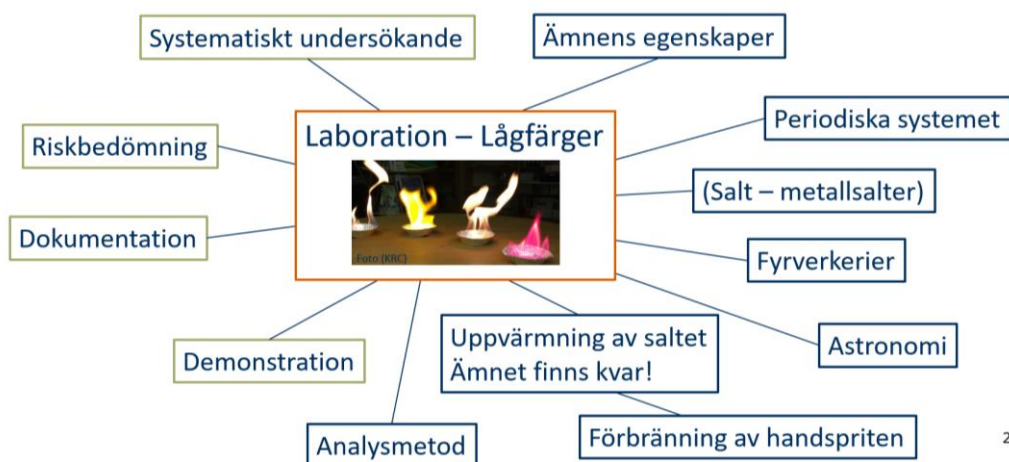 Systematiskt undersökande
Ämnens egenskaper
Laboration – Lågfärger
Periodiska systemet
Riskbedömning
(Salt – metallsalter)
Dokumentation
Foto (KRC)
Fyrverkerier
Uppvärmning av saltet
Ämnet finns kvar!
Astronomi
Demonstration
Analysmetod
Förbränning av handspriten
2